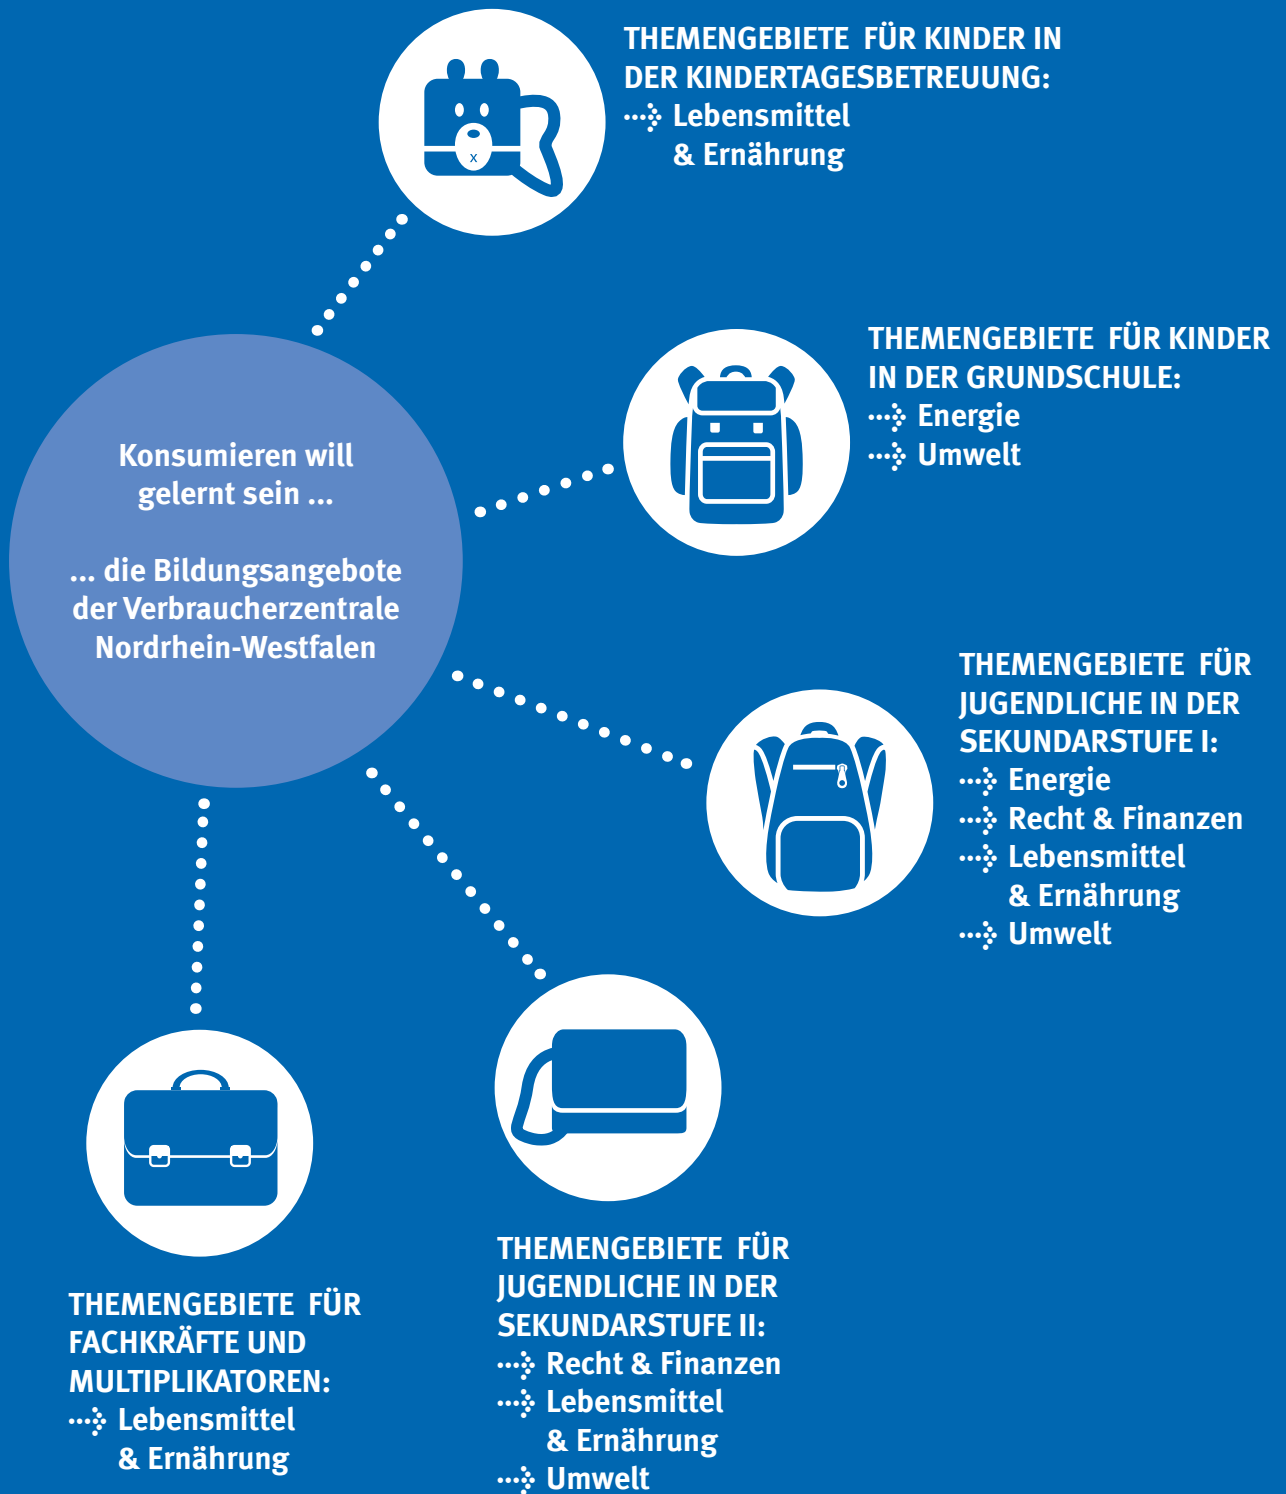 THEMENGEBIETE FÜR KINDER IN
DER KINDERTAGESBETREUUNG:
Lebensmittel
& Ernährung
x
THEMENGEBIETE FÜR KINDER
IN DER GRUNDSCHULE:
Energie
Umwelt
Konsumieren will
gelernt sein ...
... die Bildungsangebote
der Verbraucherzentrale
Nordrhein-Westfalen
THEMENGEBIETE FÜR
JUGENDLICHE IN DER
SEKUNDARSTUFE I:
Energie
Recht & Finanzen
Lebensmittel
& Ernährung
Umwelt
THEMENGEBIETE FÜR
JUGENDLICHE IN DER
SEKUNDARSTUFE II:
Recht & Finanzen
Lebensmittel
& Ernährung
Umwelt
THEMENGEBIETE FÜR
FACHKRÄFTE UND
MULTIPLIKATOREN:
Lebensmittel
& Ernährung